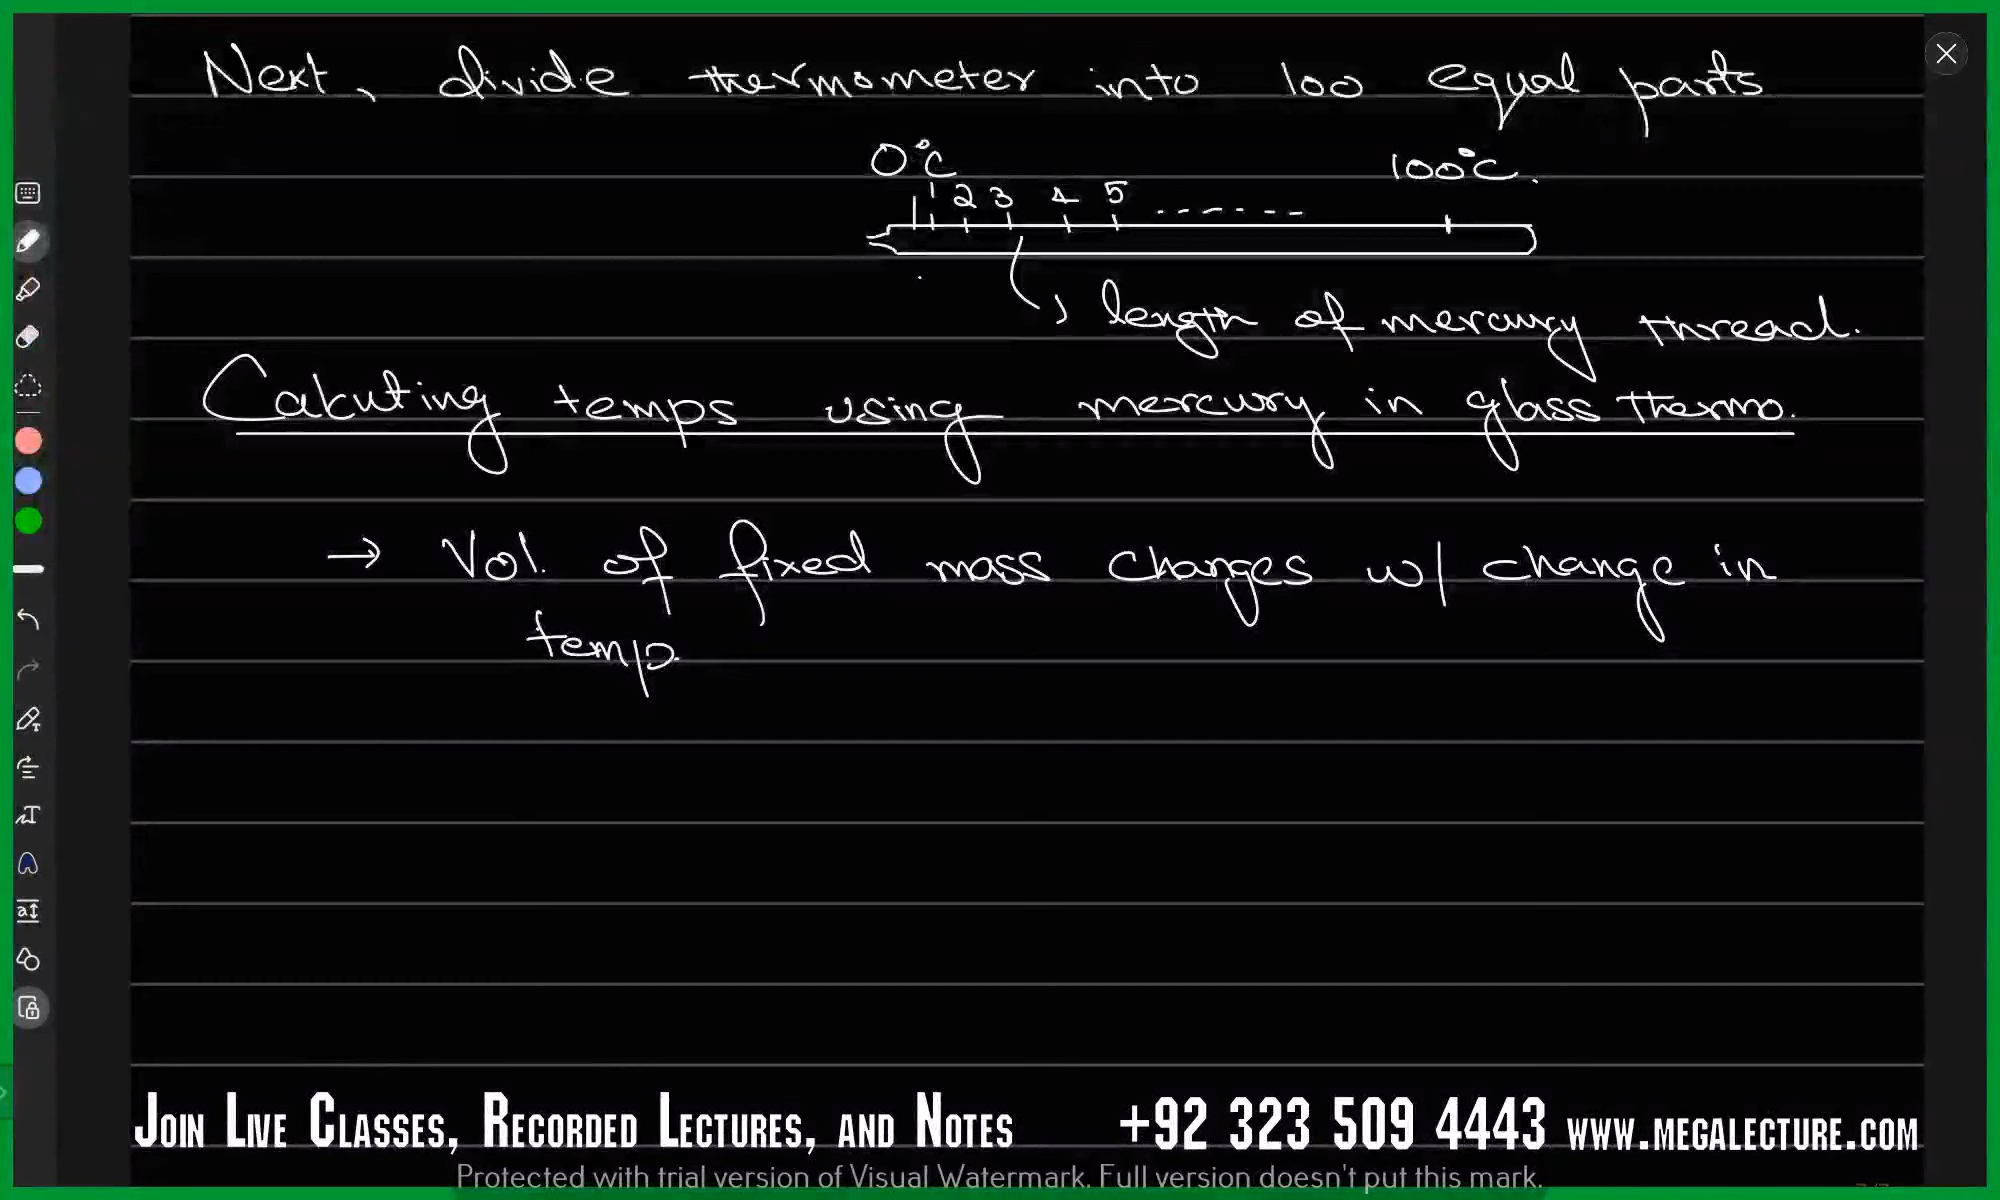 Next, divide thermometer into 100 equal parts
0°C 100°C.
1 2 3 4 5 -------
length of mercury thread.
Calcuting temps using mercury in glass thermo.
→ Vol. of fixed mass changes w/ change in
temp.
JOIN LIVE CLASSES, RECORDED LECTURES, AND NOTES +92 323 509 4443 WWW.MEGALECTURE.COM
Protected with trial version of Visual Watermark. Full version doesn't put this mark.